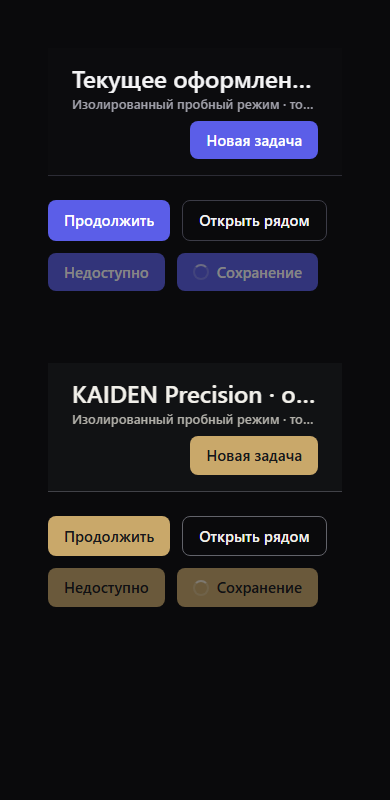 Текущее оформлен...
Изолированный пробный режим · то...
Новая задача
Продолжить Открыть рядом
Недоступно Сохранение
KAIDEN Precision · о...
Изолированный пробный режим · то...
Новая задача
Продолжить Открыть рядом
Недоступно Сохранение